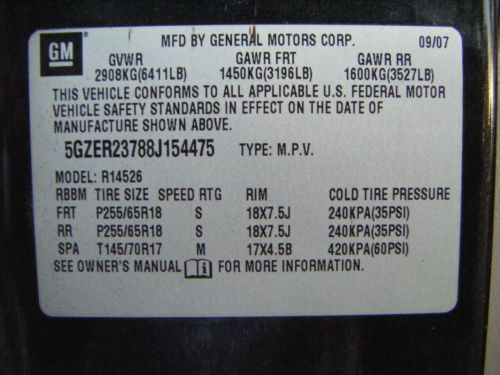 GM
MFD BY GENERAL MOTORS CORP. 09/07
GVWR GAWR FRT GAWR RR
2908KG(6411LB) 1450KG(3196LB) 1600KG(3527LB)
THIS VEHICLE CONFORMS TO ALL APPLICABLE U.S. FEDERAL MOTOR
VEHICLE SAFETY STANDARDS IN EFFECT ON THE DATE OF
MANUFACTURE SHOWN ABOVE.
5GZER23788J154475 TYPE: M.P.V.
MODEL: R14526
RBBM TIRE SIZE SPEED RTG RIM COLD TIRE PRESSURE
FRT P255/65R18 S 18X7.5J 240KPA(35PSI)
RR P255/65R18 S 18X7.5J 240KPA(35PSI)
SPA T145/70R17 M 17X4.5B 420KPA(60PSI)
SEE OWNER'S MANUAL FOR MORE INFORMATION.